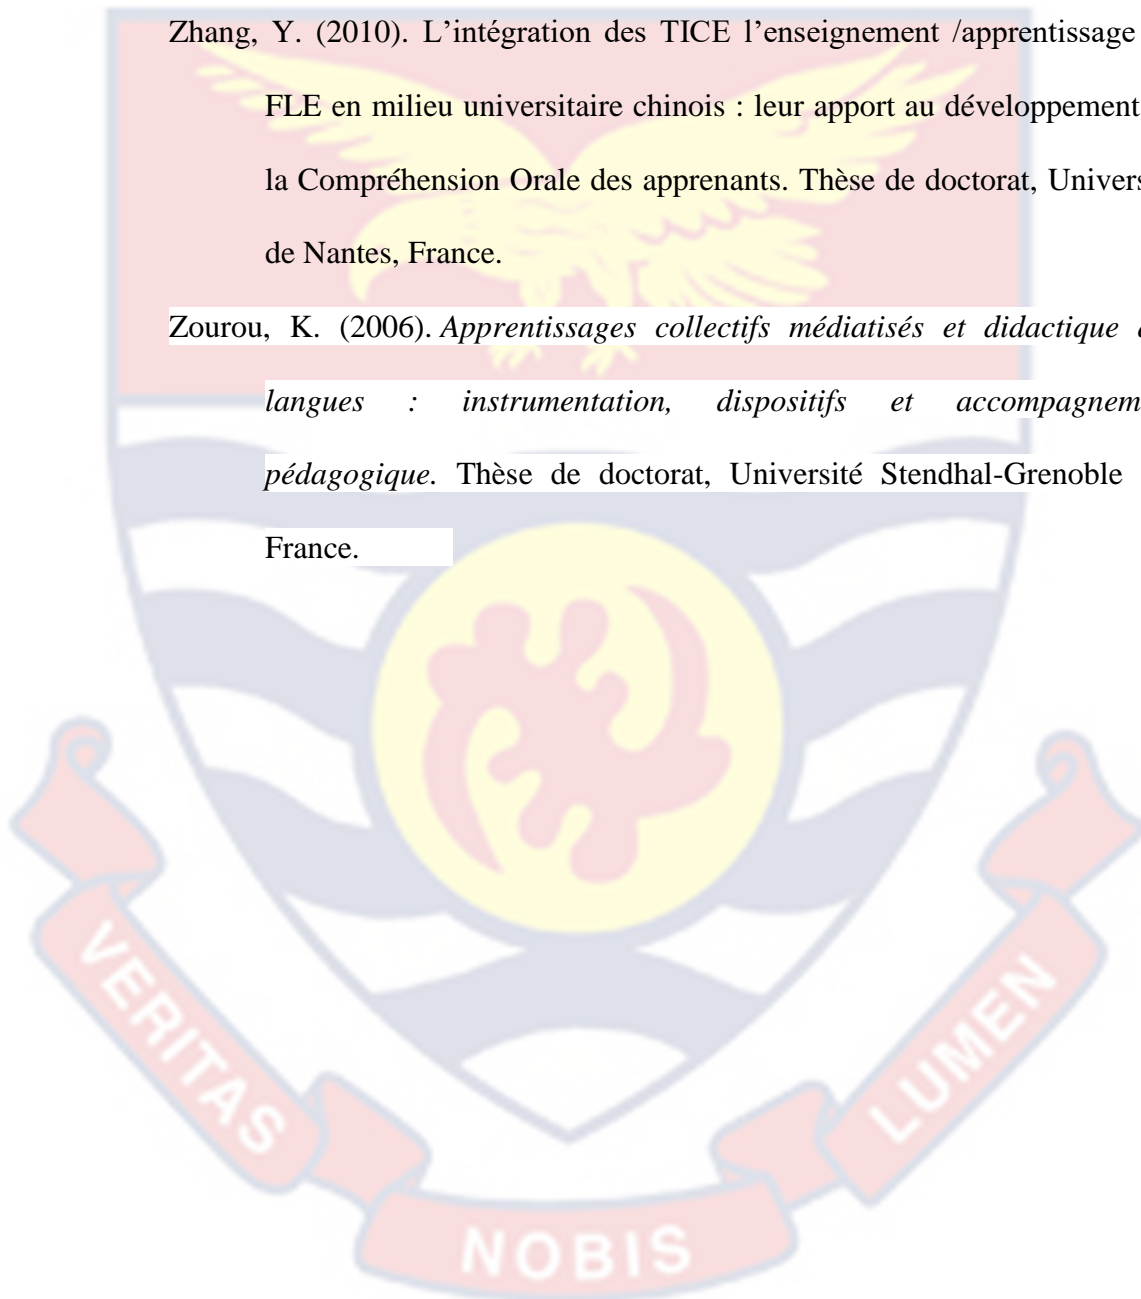 Zhang, Y. (2010). L’intégration des TICE l’enseignement /apprentissage
FLE en milieu universitaire chinois : leur apport au développement
la Compréhension Orale des apprenants. Thèse de doctorat,
de Nantes, France.
Zourou, K. (2006). Apprentissages collectifs médiatisés et didactique
langues : instrumentation, dispositifs et
pédagogique. Thèse de doctorat, Université Stendhal-Grenoble
France.
VERITAS
NOBIS
LUMEN